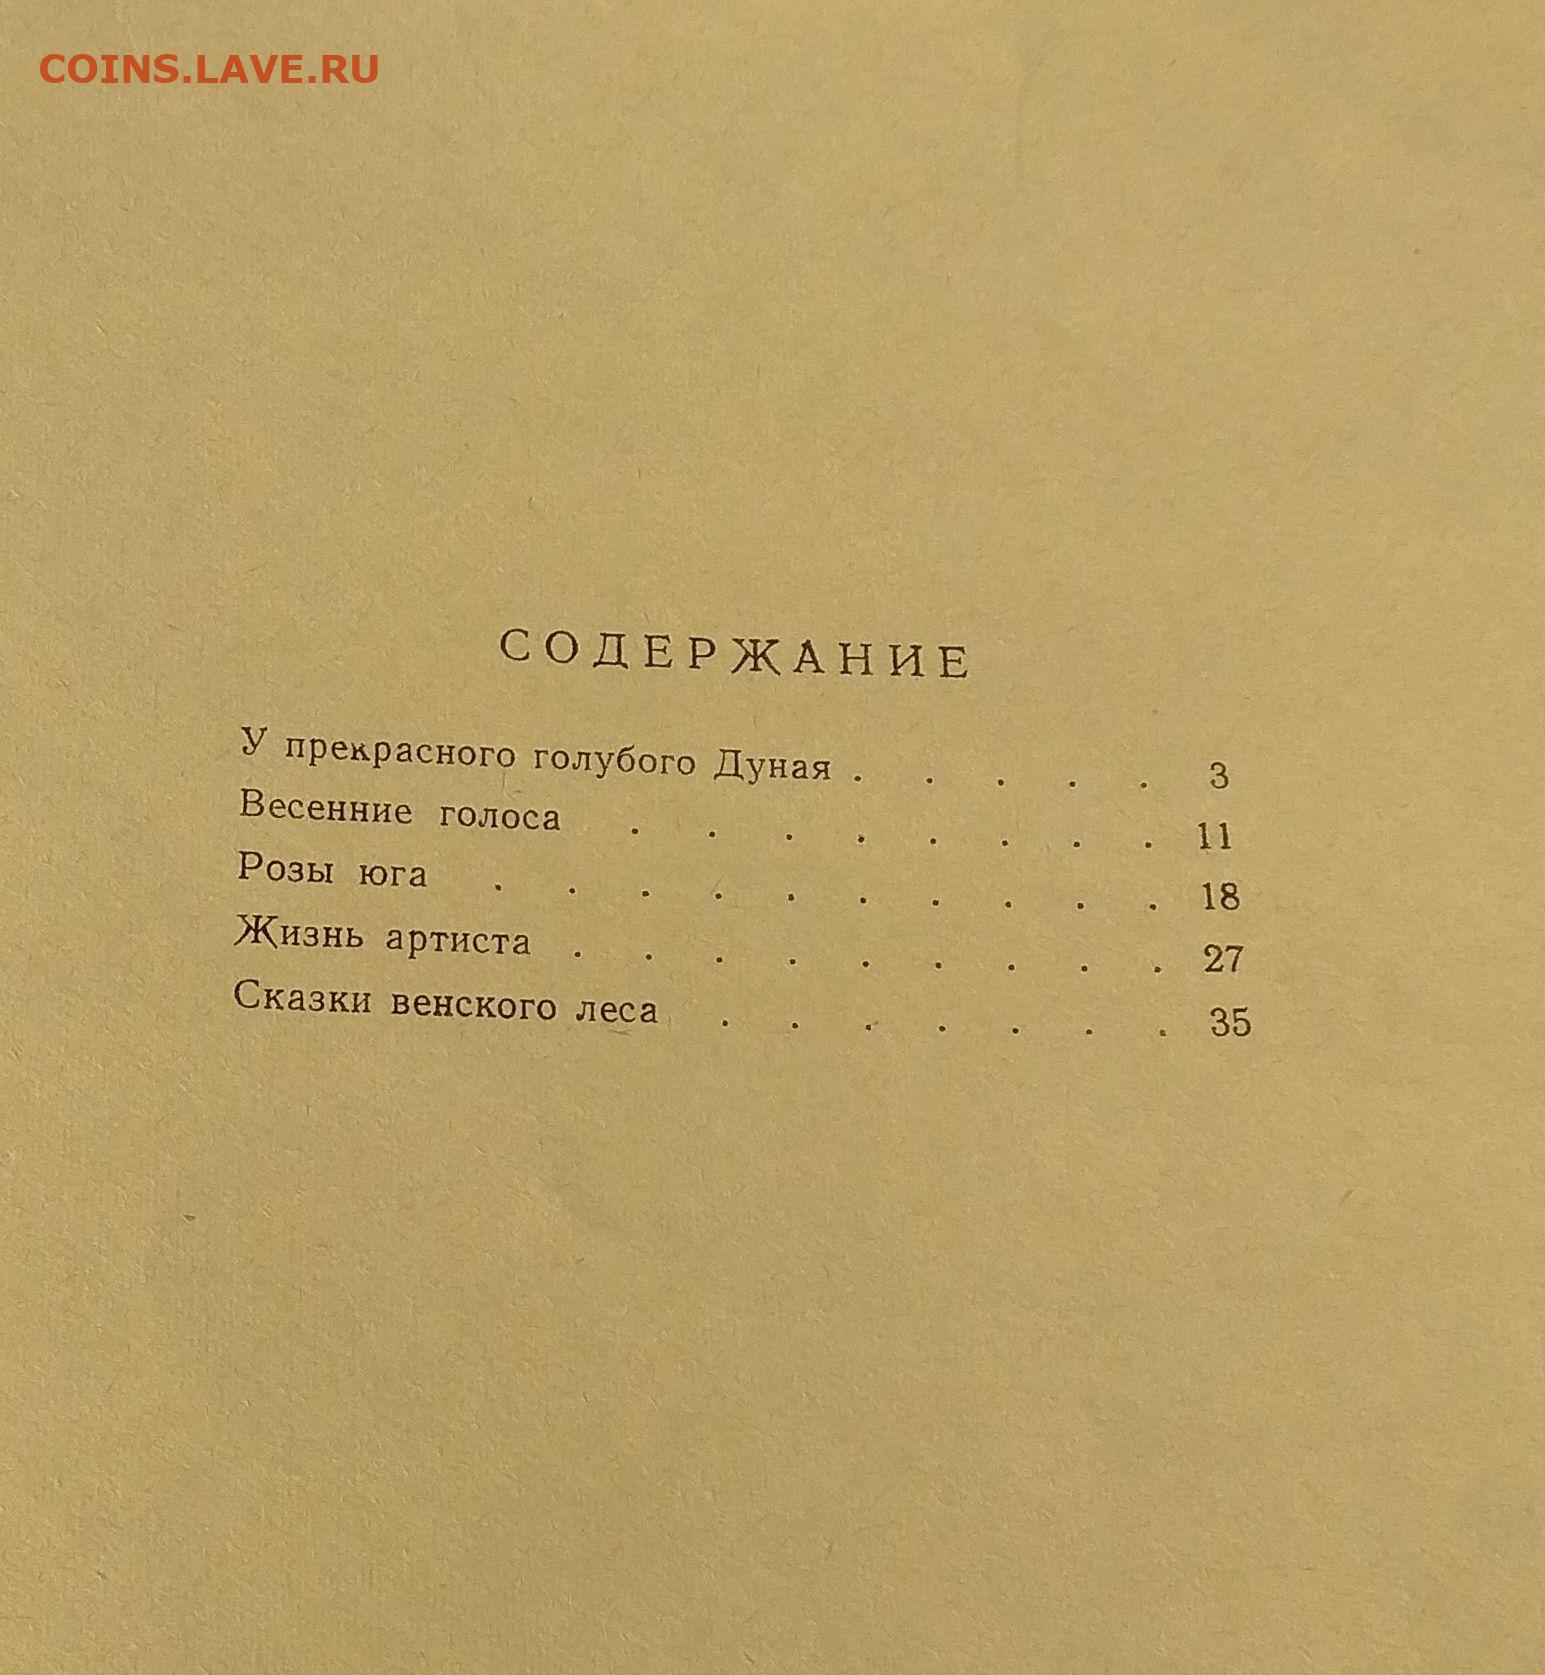 COINS.LAVE.RU
СОДЕРЖАНИЕ
У прекрасного голубого Дуная . . . . . 3
Весенние голоса . . . . . . . . 11
Розы юга . . . . . . . . . . 18
Жизнь артиста . . . . . . . . . 27
Сказки венского леса . . . . . . . 35